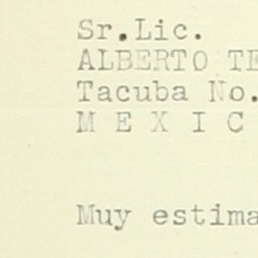 Sr.Lic.
ALBERTO TE
Tacuba No.
M E X I C
Muy estima